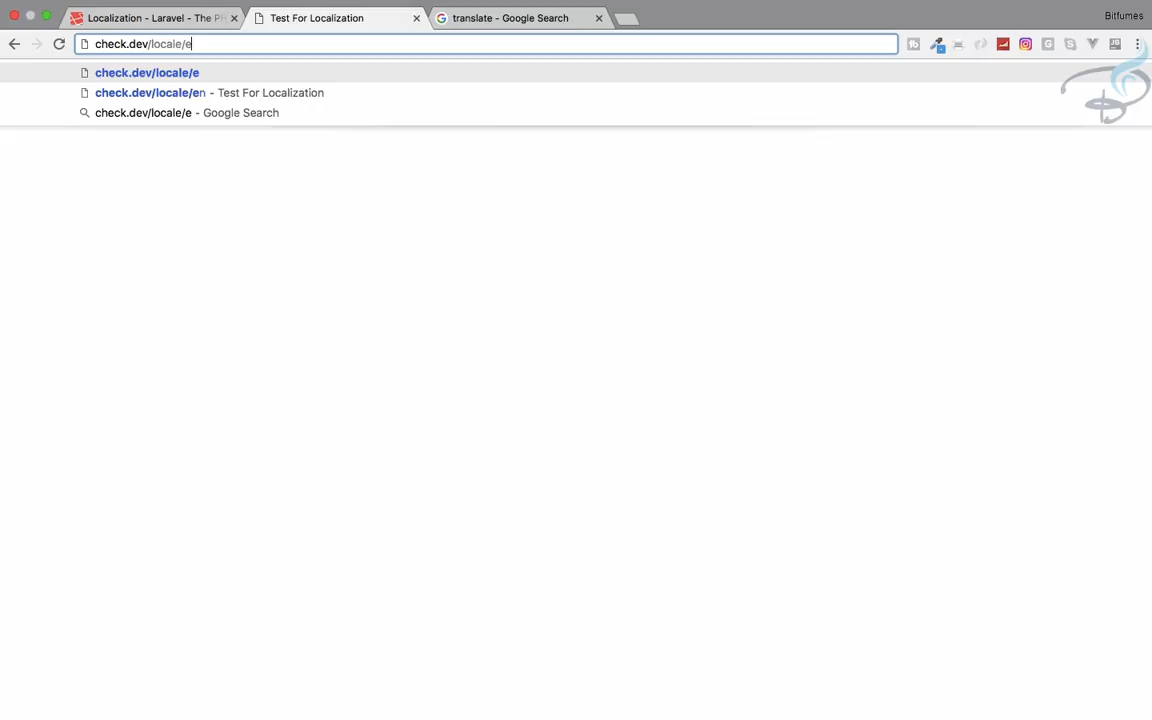 Localization - Laravel - The P
Test For Localization
translate - Google Search
Bitfumes
check.dev/locale/e
check.dev/locale/e
check.dev/locale/en - Test For Localization
check.dev/locale/e - Google Search